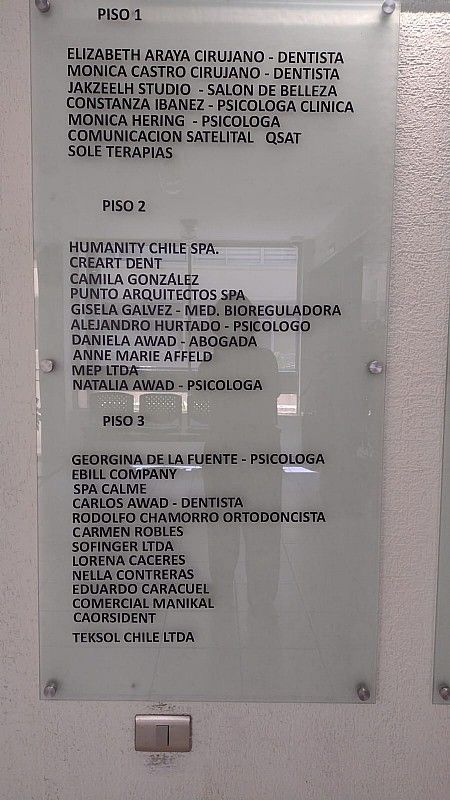 PISO 1
ELIZABETH ARAYA CIRUJANO - DENTISTA
MONICA CASTRO CIRUJANO - DENTISTA
JAKZEELH STUDIO - SALON DE BELLEZA
CONSTANZA IBANEZ - PSICOLOGA CLINICA
MONICA HERING - PSICOLOGA
COMUNICACION SATELITAL QSAT
SOLE TERAPIAS
PISO 2
HUMANITY CHILE SPA.
CREART DENT
CAMILA GONZÁLEZ
PUNTO ARQUITECTOS SPA
GISELA GALVEZ - MED. BIOREGULADORA
ALEJANDRO HURTADO - PSICOLOGO
DANIELA AWAD - ABOGADA
ANNE MARIE AFFELD
MEP LTDA
NATALIA AWAD - PSICOLOGA
PISO 3
GEORGINA DE LA FUENTE - PSICOLOGA
EBILL COMPANY
SPA CALME
CARLOS AWAD - DENTISTA
RODOLFO CHAMORRO ORTODONCISTA
CARMEN ROBLES
SOFINGER LTDA
LORENA CACERES
NELLA CONTRERAS
EDUARDO CARACUEL
COMERCIAL MANIKAL
CAORSIDENT
TEKSOL CHILE LTDA